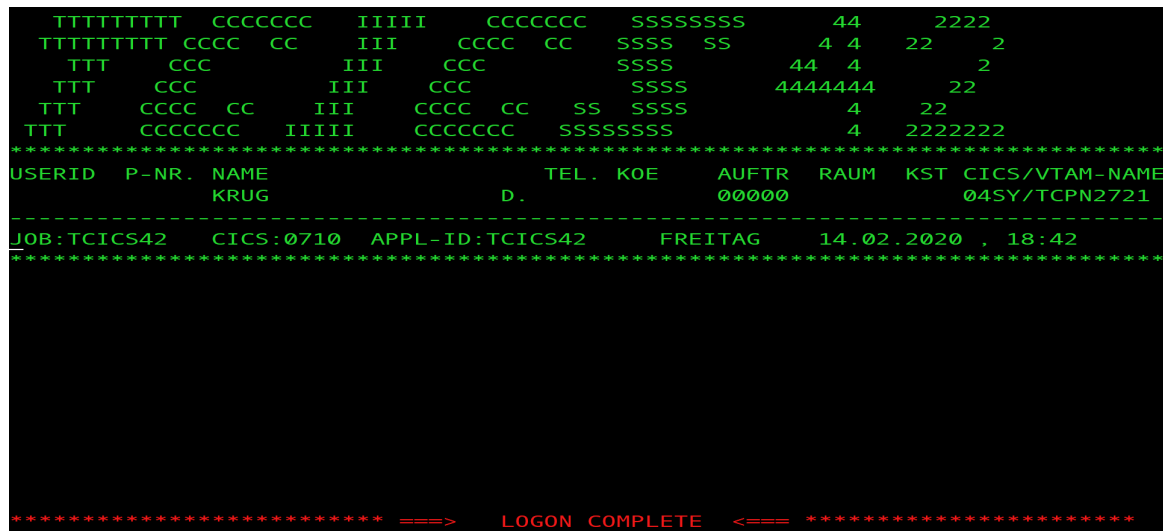 TTTTTTTTT  CCCCCCC   IIIII    CCCCCCC   SSSSSSSS      44     2222
  TTTTTTTTT CCCC  CC    III    CCCC  CC   SSSS  SS      4 4   22    2
    TTT    CCC         III    CCC         SSSS        44  4        2
   TTT    CCC         III    CCC           SSSS      4444444     22
  TTT    CCCC  CC    III    CCCC  CC   SS  SSSS           4    22
 TTT     CCCCCCC   IIIII     CCCCCCC   SSSSSSSS           4   2222222
********************************************************************************
USERID  P-NR. NAME                   TEL. KOE    AUFTR  RAUM  KST CICS/VTAM-NAME
              KRUG                D.             00000            04SY/TCPN2721
--------------------------------------------------------------------------------
JOB:TCICS42   CICS:0710  APPL-ID:TCICS42     FREITAG    14.02.2020 , 18:42
********************************************************************************
************************** ===>   LOGON COMPLETE  <=== ***********************